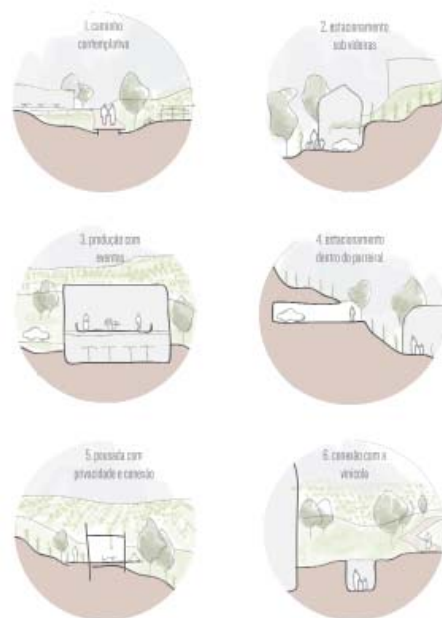 1. caminho
contemplativo
2. estacionamento
sob videiras
3. produção com
eventos
4. estacionamento
dentro do parreiral
5. pousada com
privacidade e conexão
6. conexão com a
vinícola